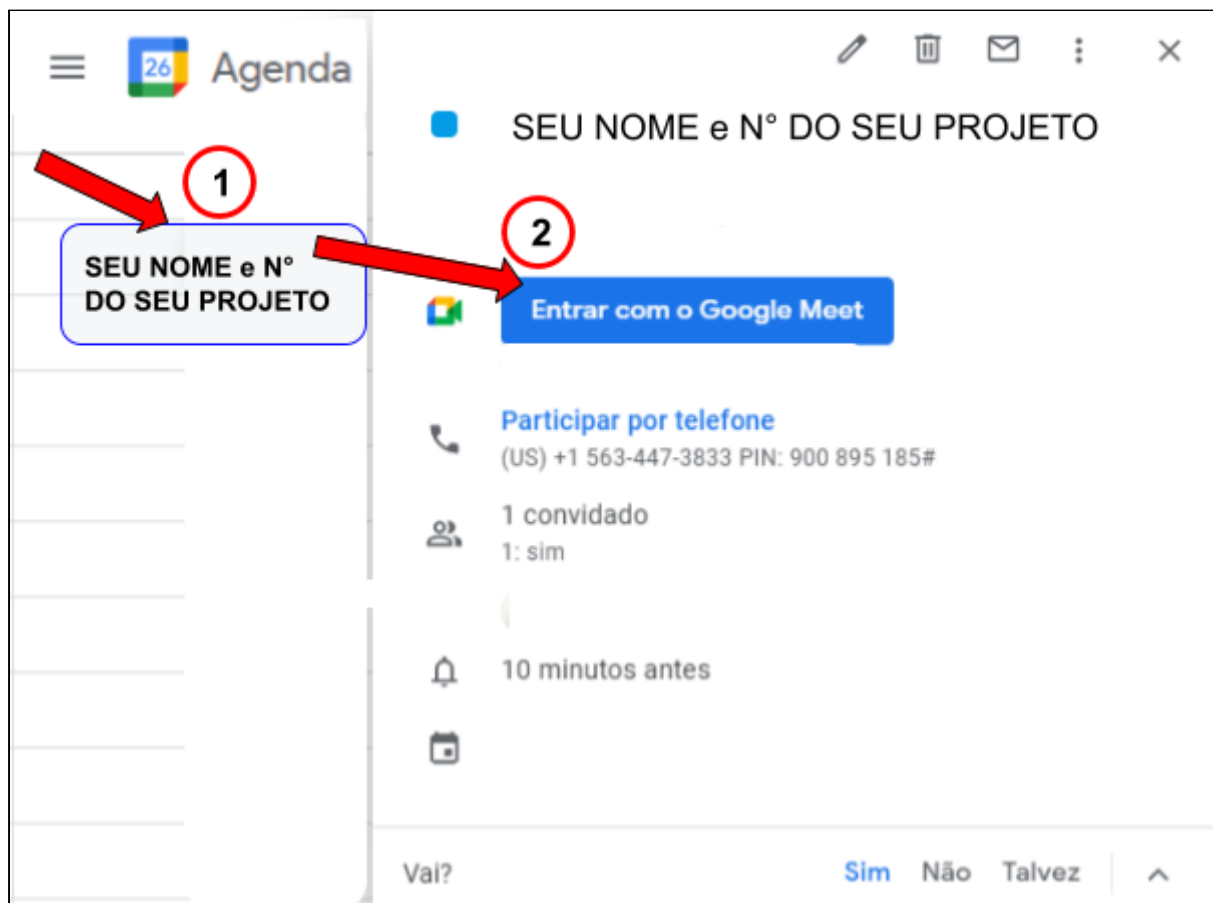 26 Agenda
SEU NOME e N° DO SEU PROJETO
1
SEU NOME e N°
DO SEU PROJETO
2
Entrar com o Google Meet
Participar por telefone
(US) +1 563-447-3833 PIN: 900 895 185#
1 convidado
1: sim
10 minutos antes
Vai? Sim Não Talvez